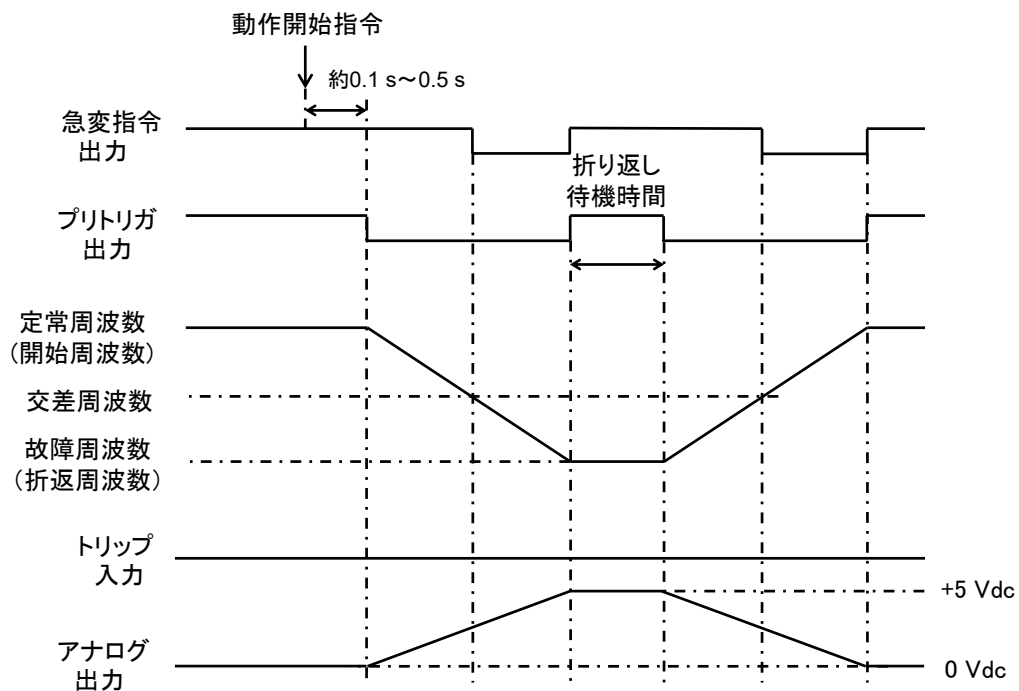 動作開始指令
約0.1 s～0.5 s
急変指令
出力
折り返し
待機時間
プリトリガ
出力
定常周波数
(開始周波数)
交差周波数
故障周波数
(折返周波数)
トリップ
入力
+5 Vdc
アナログ
出力
0 Vdc